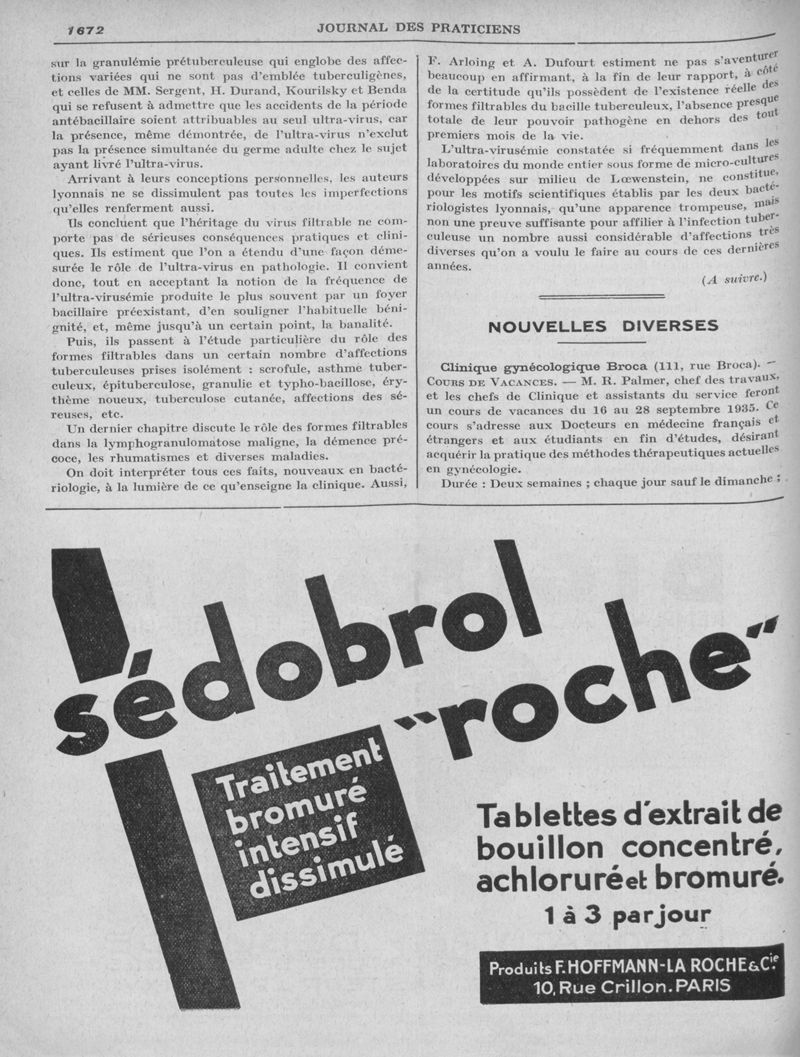 1672
JOURNAL DES PRATICIENS
sur la granulémie prétuberculeuse qui englobe des affec-
tions variées qui ne sont pas d'emblée tuberculigènes,
et celles de MM. Sergent, H. Durand, Kourilsky et Benda
qui se refusent à admettre que les accidents de la période
antébacillaire soient attribuables au seul ultra-virus, car
la présence, même démontrée, de l'ultra-virus n'exclut
pas la présence simultanée du germe adulte chez le sujet
ayant livré l'ultra-virus.
Arrivant à leurs conceptions personnelles, les auteurs
lyonnais ne se dissimulent pas toutes les imperfections
qu'elles renferment aussi.
Ils concluent que l'héritage du virus filtrable ne com-
porte pas de sérieuses conséquences pratiques et clini-
ques. Ils estiment que l'on a étendu d'une façon déme-
surée le rôle de l'ultra-virus en pathologie. Il convient
donc, tout en acceptant la notion de la fréquence de
l'ultra-virusémie produite le plus souvent par un foyer
bacillaire préexistant, d'en souligner l'habituelle béni-
gnité, et, même jusqu'à un certain point, la banalité.
Puis, ils passent à l'étude particulière du rôle des
formes filtrables dans un certain nombre d'affections
tuberculeuses prises isolément : scrofule, asthme tuber-
culeux, épituberculose, granulie et typho-bacillose, éry-
thème noueux, tuberculose cutanée, affections des sé-
reuses, etc.
Un dernier chapitre discute le rôle des formes filtrables
dans la lymphogranulomatose maligne, la démence pré-
coce, les rhumatismes et diverses maladies.
On doit interpréter tous ces faits, nouveaux en bacté-
riologie, à la lumière de ce qu'enseigne la clinique. Aussi,
F. Arloing et A. Dufourt estiment ne pas s'aventurer
beaucoup en affirmant, à la fin de leur rapport, à côté
de la certitude qu'ils possèdent de l'existence réelle des
formes filtrables du bacille tuberculeux, l'absence presque
totale de leur pouvoir pathogène en dehors des tout
premiers mois de la vie.
L'ultra-virusémie constatée si fréquemment dans les
laboratoires du monde entier sous forme de micro-cultures
développées sur milieu de Lœwenstein, ne constitue,
pour les motifs scientifiques établis par les deux bacté-
riologistes lyonnais, qu'une apparence trompeuse, mais
non une preuve suffisante pour affilier à l'infection tuber-
culeuse un nombre aussi considérable d'affections très
diverses qu'on a voulu le faire au cours de ces dernières
années.
(A suivre.)
NOUVELLES DIVERSES
Clinique gynécologique Broca (111, rue Broca). —
COURS DE VACANCES. — M. R. Palmer, chef des travaux,
et les chefs de Clinique et assistants du service feront
un cours de vacances du 16 au 28 septembre 1935. Ce
cours s'adresse aux Docteurs en médecine français et
étrangers et aux étudiants en fin d'études, désirant
acquérir la pratique des méthodes thérapeutiques actuelles
en gynécologie.
Durée : Deux semaines ; chaque jour sauf le dimanche ;
sédobrol
"roche"
Traitement
bromuré
intensif
dissimulé
Tablettes d'extrait de
bouillon concentré,
achloruré et bromuré.
1 à 3 par jour
Produits F. HOFFMANN-LA ROCHE & Cie
10, Rue Crillon. PARIS